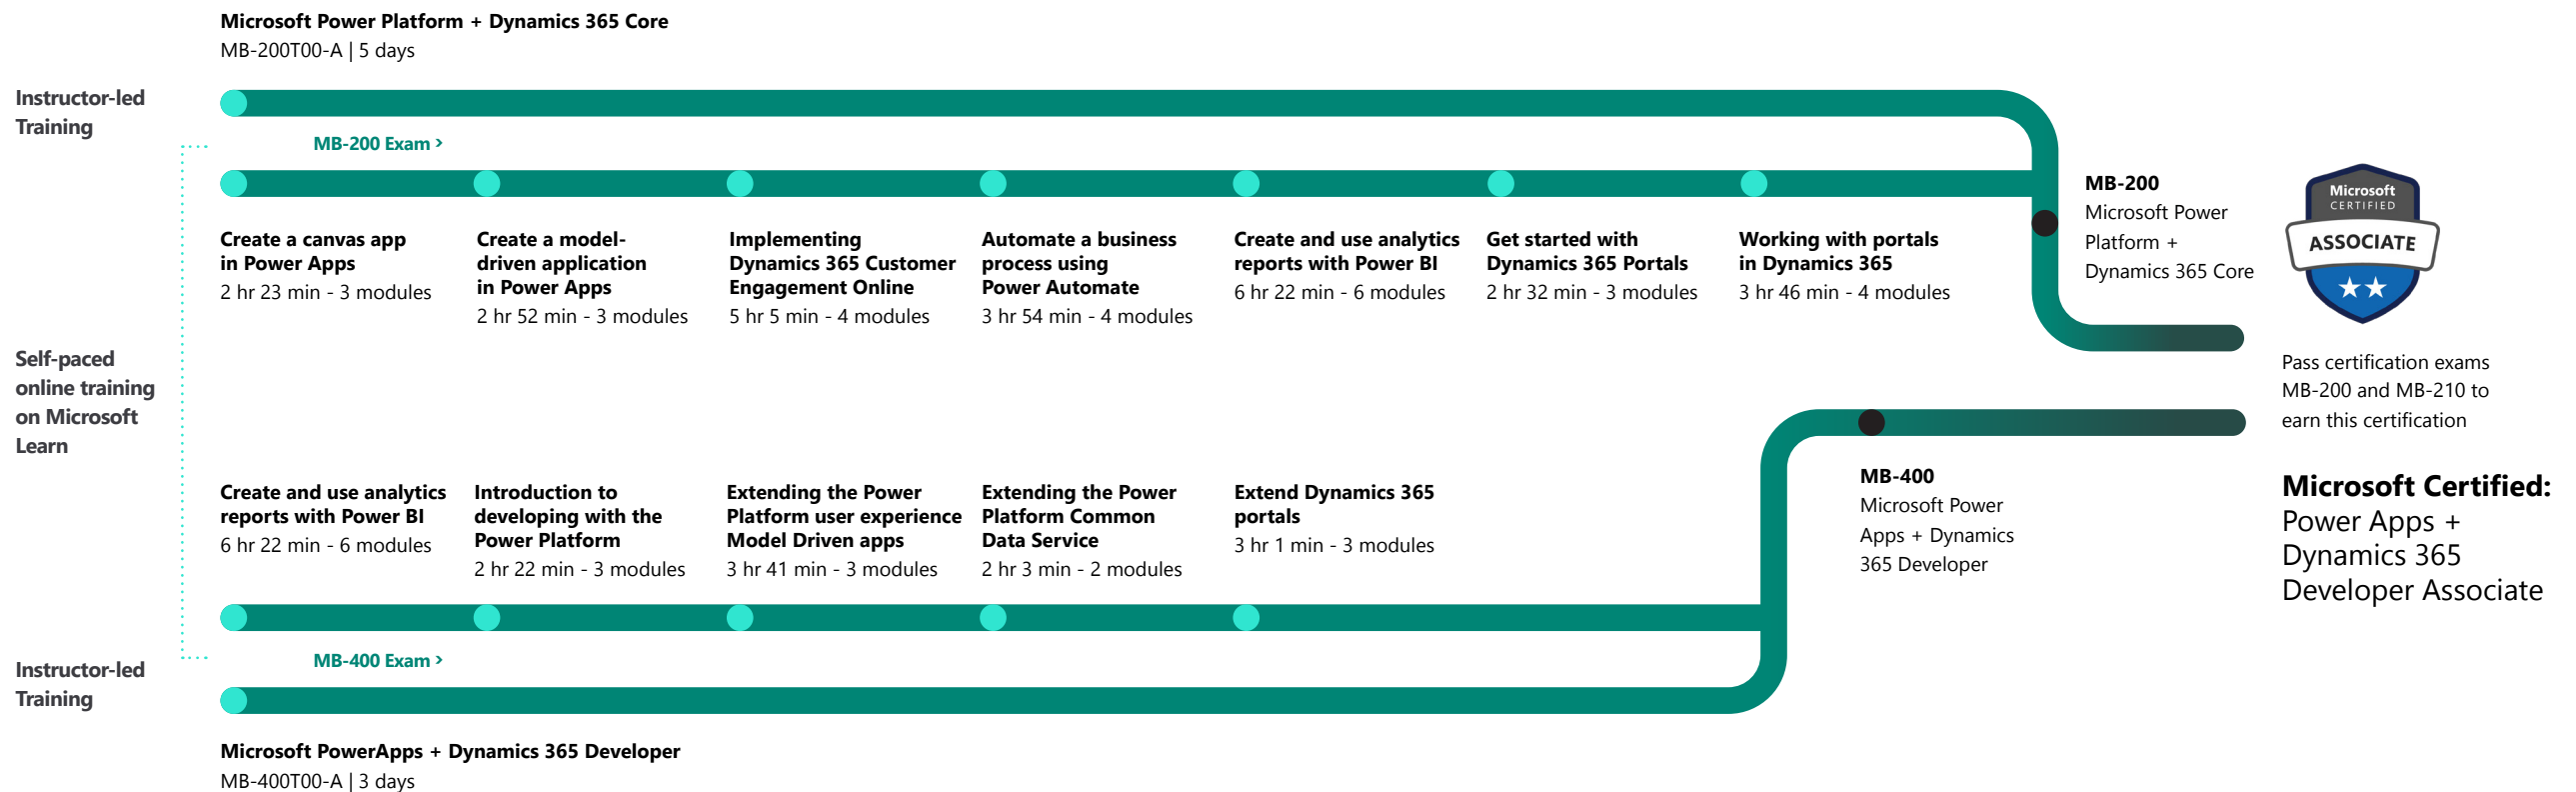 Microsoft Power Platform + Dynamics 365 Core
MB-200T00-A | 5 days
Instructor-led
Training
MB-200 Exam >
Create a canvas app
in Power Apps
2 hr 23 min - 3 modules
Create a model-
driven application
in Power Apps
2 hr 52 min - 3 modules
Implementing
Dynamics 365 Customer
Engagement Online
5 hr 5 min - 4 modules
Automate a business
process using
Power Automate
3 hr 54 min - 4 modules
Create and use analytics
reports with Power BI
6 hr 22 min - 6 modules
Get started with
Dynamics 365 Portals
2 hr 32 min - 3 modules
Working with portals
in Dynamics 365
3 hr 46 min - 4 modules
MB-200
Microsoft Power
Platform +
Dynamics 365 Core
Microsoft
CERTIFIED
ASSOCIATE
Self-paced
online training
on Microsoft
Learn
Pass certification exams
MB-200 and MB-210 to
earn this certification
Microsoft Certified:
Power Apps +
Dynamics 365
Developer Associate
Create and use analytics
reports with Power BI
6 hr 22 min - 6 modules
Introduction to
developing with the
Power Platform
2 hr 22 min - 3 modules
Extending the Power
Platform user experience
Model Driven apps
3 hr 41 min - 3 modules
Extending the Power
Platform Common
Data Service
2 hr 3 min - 2 modules
Extend Dynamics 365
portals
3 hr 1 min - 3 modules
MB-400
Microsoft Power
Apps + Dynamics
365 Developer
MB-400 Exam >
Instructor-led
Training
Microsoft PowerApps + Dynamics 365 Developer
MB-400T00-A | 3 days